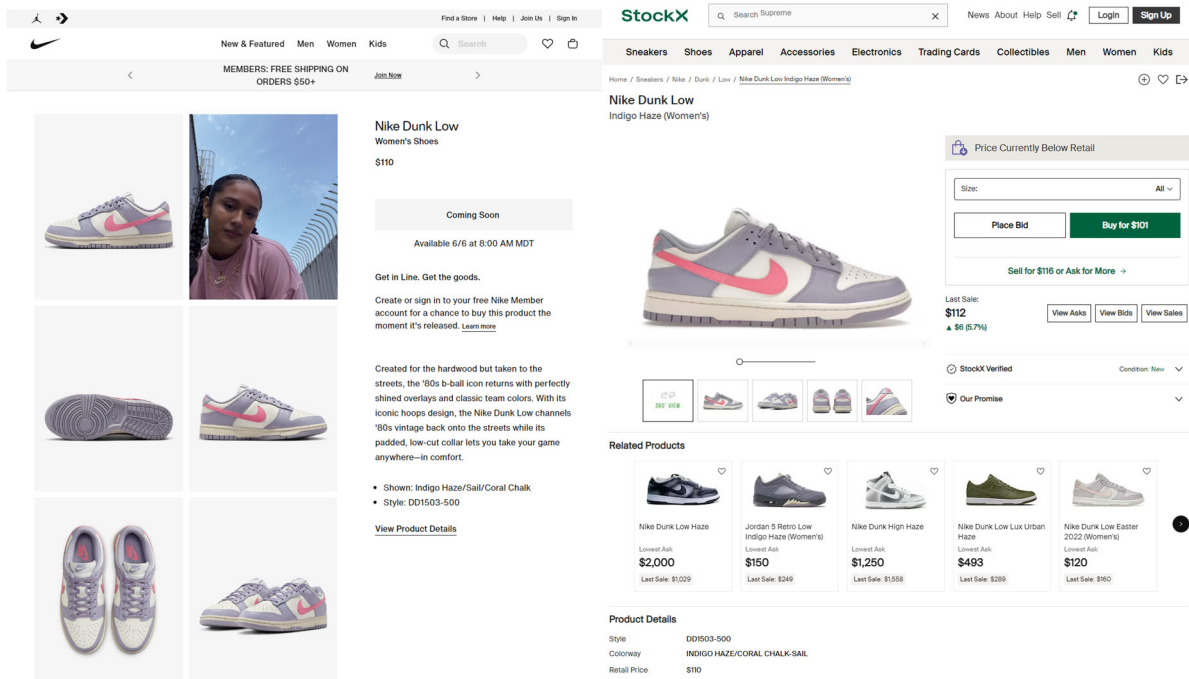 Find a Store | Help | Join Us | Sign In
New & Featured Men Women Kids
Search
MEMBERS: FREE SHIPPING ON
ORDERS $50+
Join Now
Nike Dunk Low
Women's Shoes
$110
Coming Soon
Available 6/6 at 8:00 AM MDT
Get in Line. Get the goods.
Create or sign in to your free Nike Member
account for a chance to buy this product the
moment it's released. Learn more
Created for the hardwood but taken to the
streets, the '80s b-ball icon returns with perfectly
shined overlays and classic team colors. With its
iconic hoops design, the Nike Dunk Low channels
'80s vintage back onto the streets while its
padded, low-cut collar lets you take your game
anywhere—in comfort.
• Shown: Indigo Haze/Sail/Coral Chalk
• Style: DD1503-500
View Product Details
StockX
Search Supreme
News About Help Sell
Login
Sign Up
Sneakers Shoes Apparel Accessories Electronics Trading Cards Collectibles Men Women Kids
Home / Sneakers / Nike / Dunk / Low / Nike Dunk Low Indigo Haze (Women's)
Nike Dunk Low
Indigo Haze (Women's)
Price Currently Below Retail
Size: All
Place Bid
Buy for $101
Sell for $116 or Ask for More →
Last Sale:
$112
▲ $6 (5.7%)
View Asks
View Bids
View Sales
StockX Verified
Condition: New
Our Promise
360° VIEW
Related Products
Nike Dunk Low Haze
Lowest Ask
$2,000
Last Sale: $1,029
Jordan 5 Retro Low
Indigo Haze (Women's)
Lowest Ask
$150
Last Sale: $249
Nike Dunk High Haze
Lowest Ask
$1,250
Last Sale: $1,558
Nike Dunk Low Lux Urban
Haze
Lowest Ask
$493
Last Sale: $289
Nike Dunk Low Easter
2022 (Women's)
Lowest Ask
$120
Last Sale: $160
Product Details
Style DD1503-500
Colorway INDIGO HAZE/CORAL CHALK-SAIL
Retail Price $110